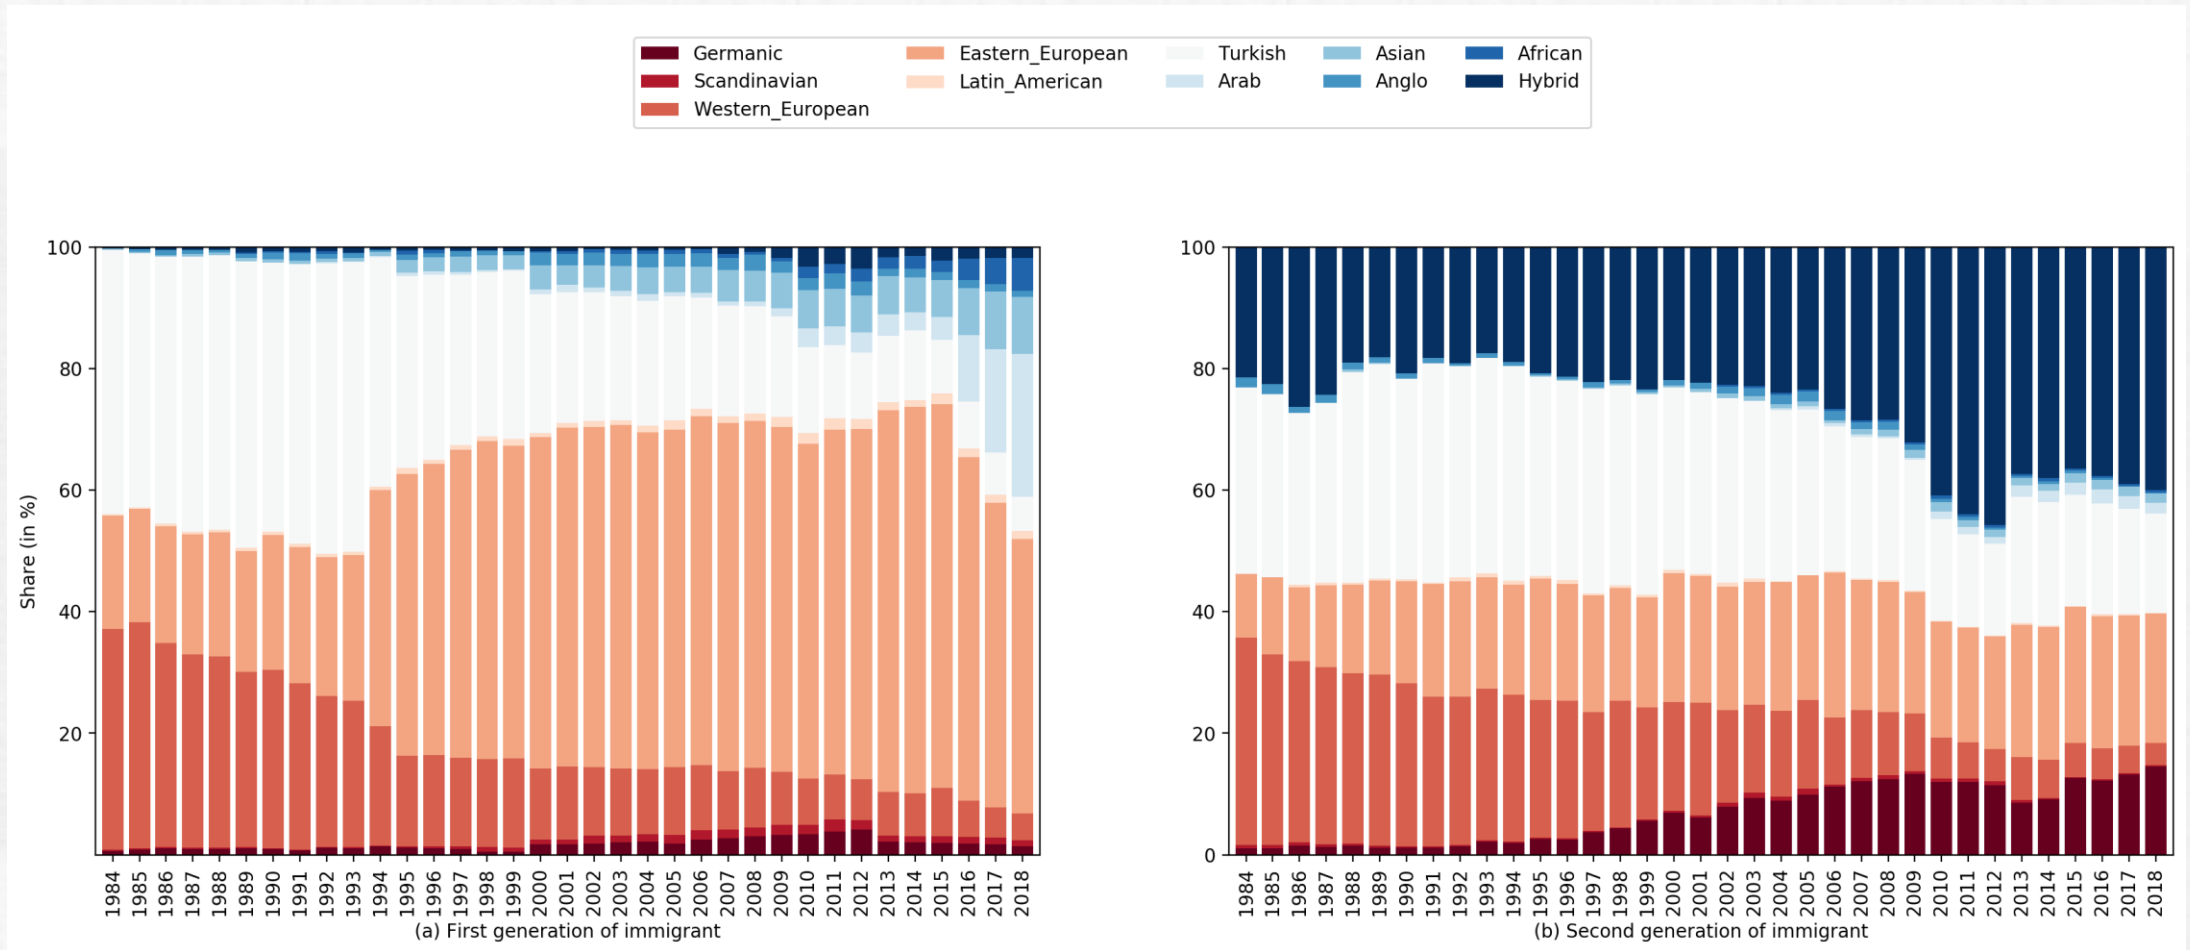 Germanic
Scandinavian
Western_European
Eastern_European
Latin_American
Turkish
Arab
Asian
Anglo
African
Hybrid
Share (in %)
100
80
60
40
20
1984 1985 1986 1987 1988 1989 1990 1991 1992 1993 1994 1995 1996 1997 1998 1999 2000 2001 2002 2003 2004 2005 2006 2007 2008 2009 2010 2011 2012 2013 2014 2015 2016 2017 2018
(a) First generation of immigrant
100
80
60
40
20
0
1984 1985 1986 1987 1988 1989 1990 1991 1992 1993 1994 1995 1996 1997 1998 1999 2000 2001 2002 2003 2004 2005 2006 2007 2008 2009 2010 2011 2012 2013 2014 2015 2016 2017 2018
(b) Second generation of immigrant